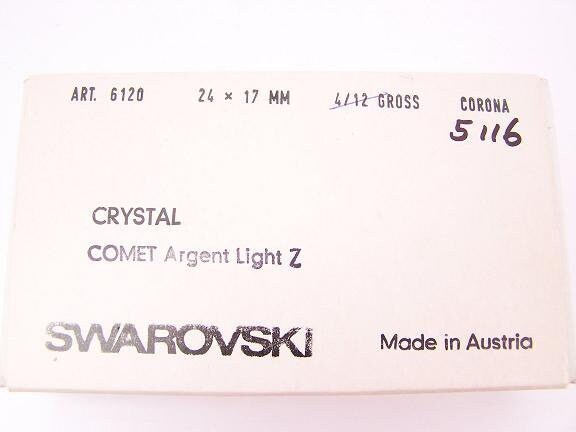 ART. 6120 24 × 17 MM 4/12 GROSS CORONA
5116
CRYSTAL
COMET Argent Light Z
SWAROVSKI Made in Austria